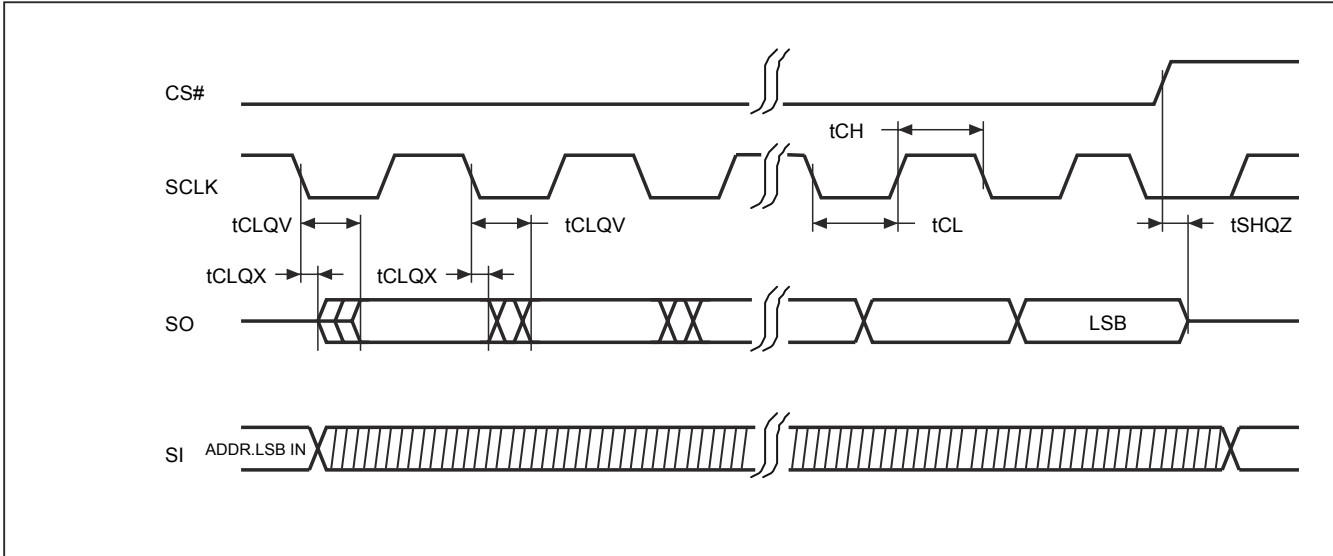 CS#
tCH
SCLK
tCLQV
tCLQV
tCL
tSHQZ
tCLQX
tCLQX
SO
LSB
SI
ADDR.LSB IN